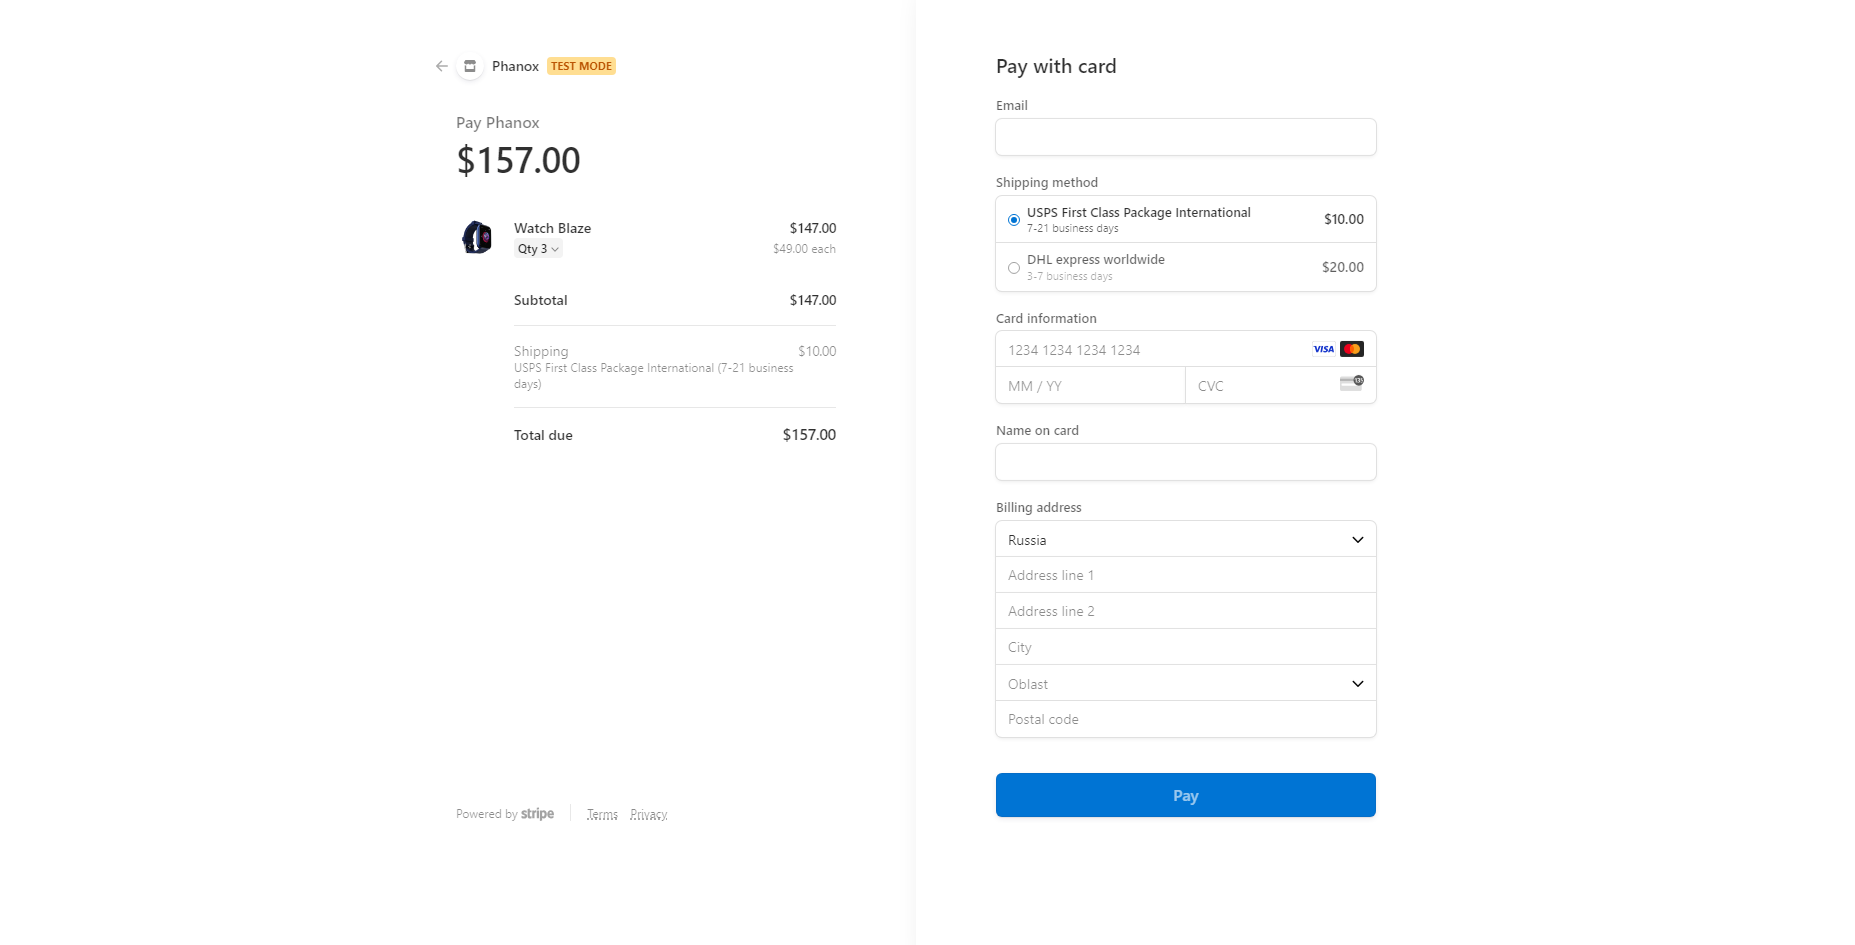 Phanox TEST MODE
Pay Phanox
$157.00
Watch Blaze $147.00
Qty 3 $49.00 each
Subtotal $147.00
Shipping $10.00
USPS First Class Package International (7-21 business
days)
Total due $157.00
Powered by stripe Terms Privacy
Pay with card
Email
Shipping method
USPS First Class Package International $10.00
7-21 business days
DHL express worldwide $20.00
3-7 business days
Card information
1234 1234 1234 1234 VISA
MM / YY CVC
Name on card
Billing address
Russia
Address line 1
Address line 2
City
Oblast
Postal code
Pay